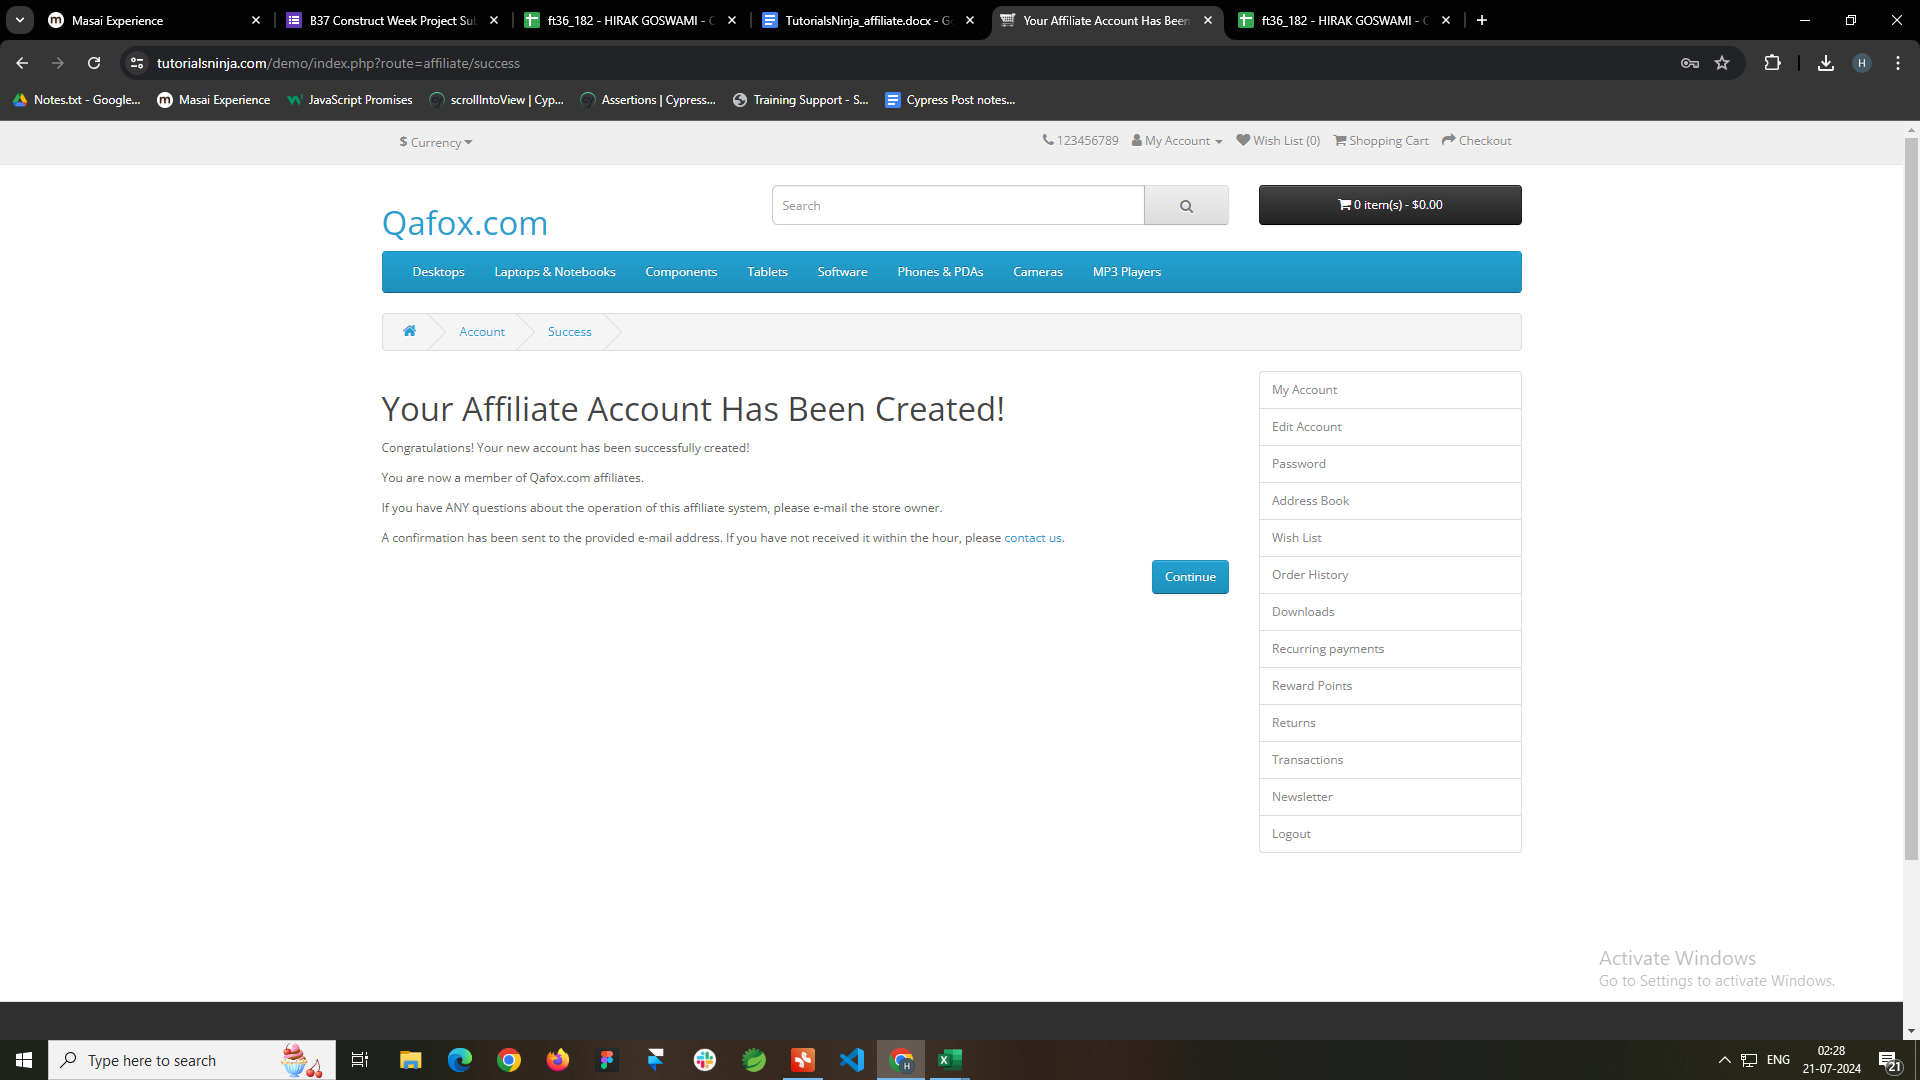 Masai Experience
B37 Construct Week Project Su
ft36_182 - HIRAK GOSWAMI - C
TutorialsNinja_affiliate.docx - G
Your Affiliate Account Has Been
ft36_182 - HIRAK GOSWAMI - C
tutorialsninja.com/demo/index.php?route=affiliate/success
H
Notes.txt - Google...
Masai Experience
JavaScript Promises
scrollIntoView | Cyp...
Assertions | Cypress...
Training Support - S...
Cypress Post notes...
$ Currency
123456789
My Account
Wish List (0)
Shopping Cart
Checkout
Qafox.com
Search
0 item(s) - $0.00
Desktops
Laptops & Notebooks
Components
Tablets
Software
Phones & PDAs
Cameras
MP3 Players
Account
Success
Your Affiliate Account Has Been Created!
Congratulations! Your new account has been successfully created!
You are now a member of Qafox.com affiliates.
If you have ANY questions about the operation of this affiliate system, please e-mail the store owner.
A confirmation has been sent to the provided e-mail address. If you have not received it within the hour, please contact us.
Continue
My Account
Edit Account
Password
Address Book
Wish List
Order History
Downloads
Recurring payments
Reward Points
Returns
Transactions
Newsletter
Logout
Activate Windows
Go to Settings to activate Windows.
Type here to search
ENG
02:28
21-07-2024
21